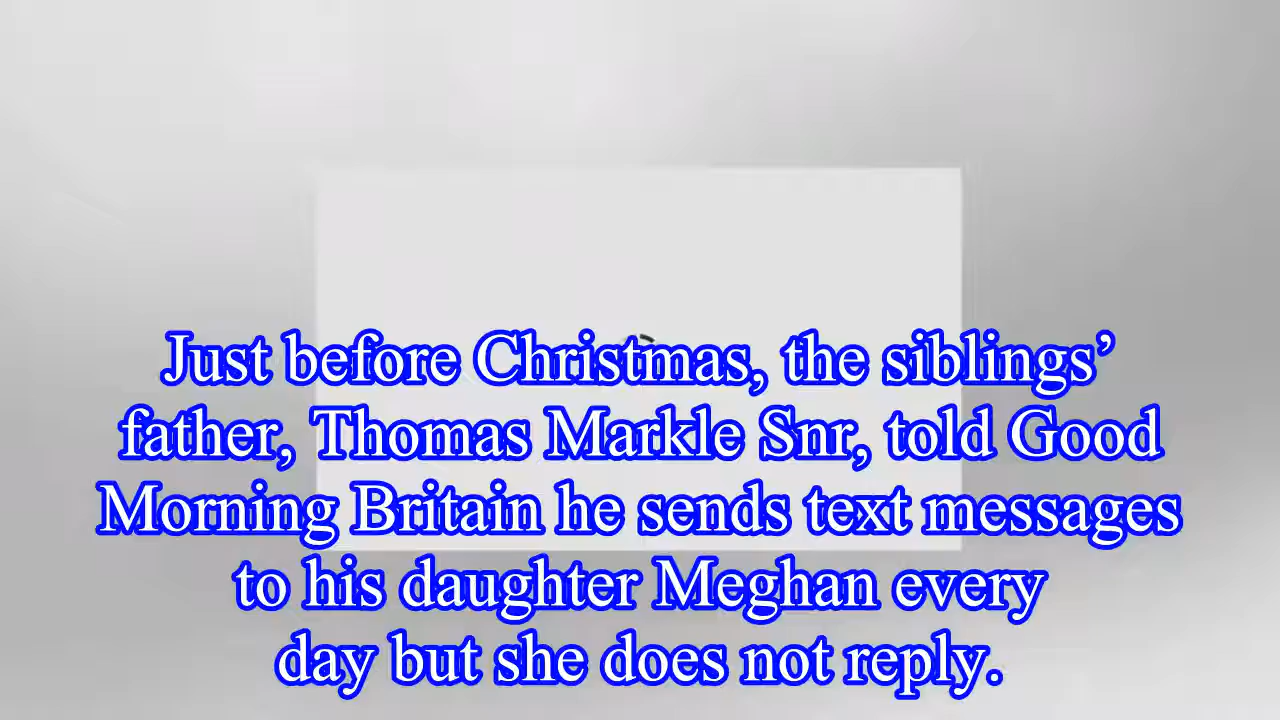 Just before Christmas, the siblings’
father, Thomas Markle Snr, told Good
Morning Britain he sends text messages
to his daughter Meghan every
day but she does not reply.